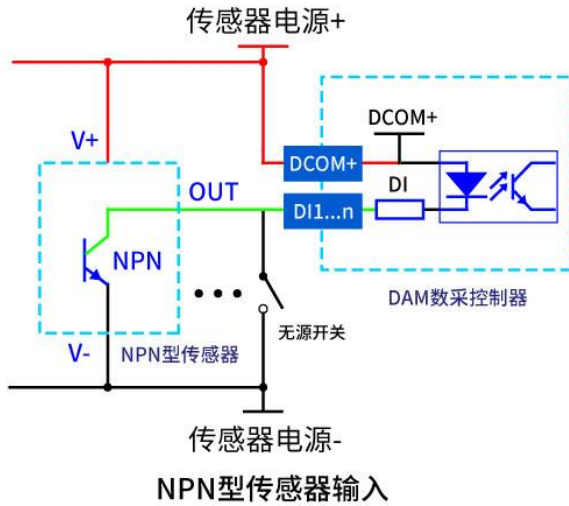 传感器电源+
DCOM+
V+
DCOM+
OUT
DI
DI1...n
NPN
DAM数采控制器
无源开关
V-
NPN型传感器
传感器电源-
NPN型传感器输入